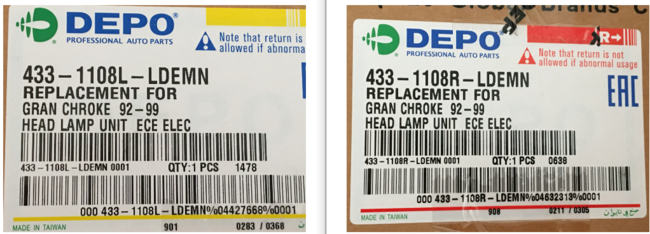 DEPO
PROFESSIONAL AUTO PARTS
Note that return is
allowed if abnorma
433-1108L-LDEMN
REPLACEMENT FOR
GRAN CHROKE 92-99
HEAD LAMP UNIT ECE ELEC
433-1108L-LDEMN 0001 QTY:1 PCS 1478
000 433-1108L-LDEMN%04427668%0001
MADE IN TAIWAN 901 0283 / 0368
Brands C
DEPO
PROFESSIONAL AUTO PARTS
R
Note that return is not
allowed if abnormal usage
433-1108R-LDEMN
REPLACEMENT FOR
GRAN CHROKE 92-99
HEAD LAMP UNIT ECE ELEC
EAC
433-1108R-LDEMN 0001 QTY:1 PCS 0638
000 433-1108R-LDEMN%04632313%0001
MADE IN TAIWAN 908 0211 / 0305